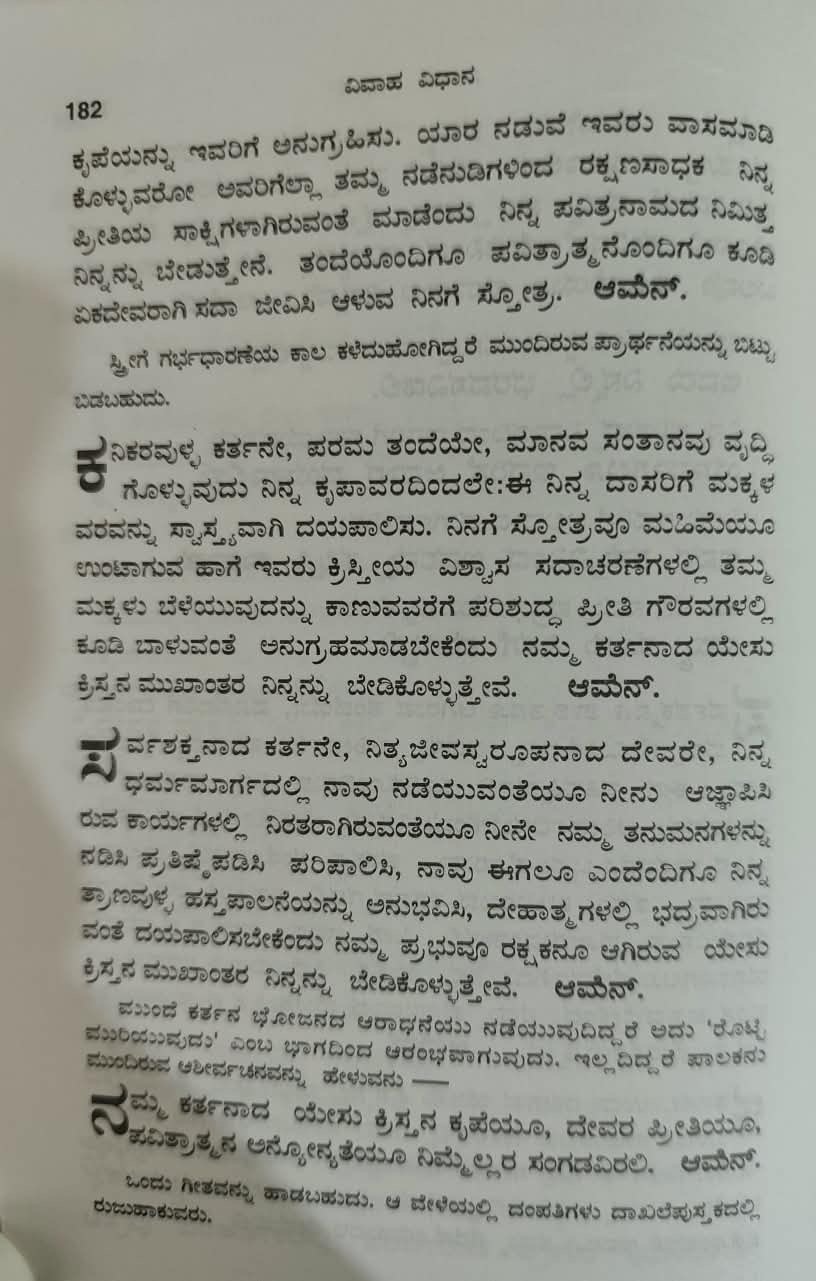 ವಿವಾಹ ವಿಧಾನ
182
ಕೃಪೆಯನ್ನು ಇವರಿಗೆ ಅನುಗ್ರಹಿಸು. ಯಾರ ನಡುವೆ ಇವರು ವಾಸಮಾಡಿ
ಕೊಳ್ಳುವರೋ ಅವರಿಗೆಲ್ಲಾ ತಮ್ಮ ನಡೆನುಡಿಗಳಿಂದ ರಕ್ಷಣಸಾಧಕ ನಿನ್ನ
ಪ್ರೀತಿಯ ಸಾಕ್ಷಿಗಳಾಗಿರುವಂತೆ ಮಾಡೆಂದು ನಿನ್ನ ಪವಿತ್ರನಾಮದ ನಿಮಿತ್ತ
ನಿನ್ನನ್ನು ಬೇಡುತ್ತೇನೆ. ತಂದೆಯೊಂದಿಗೂ ಪವಿತ್ರಾತ್ಮನೊಂದಿಗೂ ಕೂಡಿ
ಏಕದೇವರಾಗಿ ಸದಾ ಜೀವಿಸಿ ಆಳುವ ನಿನಗೆ ಸ್ತೋತ್ರ. ಆಮೆನ್.
ಸ್ತ್ರೀಗೆ ಗರ್ಭಧಾರಣೆಯ ಕಾಲ ಕಳೆದುಹೋಗಿದ್ದರೆ ಮುಂದಿರುವ ಪ್ರಾರ್ಥನೆಯನ್ನು ಬಿಟ್ಟು
ಬಿಡಬಹುದು.
ಕನಿಕರವುಳ್ಳ ಕರ್ತನೇ, ಪರಮ ತಂದೆಯೇ, ಮಾನವ ಸಂತಾನವು ವೃದ್ಧಿ
ಗೊಳ್ಳುವುದು ನಿನ್ನ ಕೃಪಾವರದಿಂದಲೇ:ಈ ನಿನ್ನ ದಾಸರಿಗೆ ಮಕ್ಕಳ
ವರವನ್ನು ಸ್ವಾಸ್ತ್ಯವಾಗಿ ದಯಪಾಲಿಸು. ನಿನಗೆ ಸ್ತೋತ್ರವೂ ಮಹಿಮೆಯೂ
ಉಂಟಾಗುವ ಹಾಗೆ ಇವರು ಕ್ರಿಸ್ತೀಯ ವಿಶ್ವಾಸ ಸದಾಚರಣೆಗಳಲ್ಲಿ ತಮ್ಮ
ಮಕ್ಕಳು ಬೆಳೆಯುವುದನ್ನು ಕಾಣುವವರೆಗೆ ಪರಿಶುದ್ಧ ಪ್ರೀತಿ ಗೌರವಗಳಲ್ಲಿ
ಕೂಡಿ ಬಾಳುವಂತೆ ಅನುಗ್ರಹಮಾಡಬೇಕೆಂದು ನಮ್ಮ ಕರ್ತನಾದ ಯೇಸು
ಕ್ರಿಸ್ತನ ಮುಖಾಂತರ ನಿನ್ನನ್ನು ಬೇಡಿಕೊಳ್ಳುತ್ತೇವೆ. ಆಮೆನ್.
ಸರ್ವಶಕ್ತನಾದ ಕರ್ತನೇ, ನಿತ್ಯಜೀವಸ್ವರೂಪನಾದ ದೇವರೇ, ನಿನ್ನ
ಧರ್ಮಮಾರ್ಗದಲ್ಲಿ ನಾವು ನಡೆಯುವಂತೆಯೂ ನೀನು ಆಜ್ಞಾಪಿಸಿ
ರುವ ಕಾರ್ಯಗಳಲ್ಲಿ ನಿರತರಾಗಿರುವಂತೆಯೂ ನೀನೇ ನಮ್ಮ ತನುಮನಗಳನ್ನು
ನಡಿಸಿ ಪ್ರತಿಷ್ಠೆಪಡಿಸಿ ಪರಿಪಾಲಿಸಿ, ನಾವು ಈಗಲೂ ಎಂದೆಂದಿಗೂ ನಿನ್ನ
ತ್ರಾಣವುಳ್ಳ ಹಸ್ತಪಾಲನೆಯನ್ನು ಅನುಭವಿಸಿ, ದೇಹಾತ್ಮಗಳಲ್ಲಿ ಭದ್ರವಾಗಿರು
ವಂತೆ ದಯಪಾಲಿಸಬೇಕೆಂದು ನಮ್ಮ ಪ್ರಭುವೂ ರಕ್ಷಕನೂ ಆಗಿರುವ ಯೇಸು
ಕ್ರಿಸ್ತನ ಮುಖಾಂತರ ನಿನ್ನನ್ನು ಬೇಡಿಕೊಳ್ಳುತ್ತೇವೆ. ಆಮೆನ್.
ಮುಂದೆ ಕರ್ತನ ಭೋಜನದ ಆರಾಧನೆಯು ನಡೆಯುವುದಿದ್ದರೆ ಅದು 'ರೊಟ್ಟಿ
ಮುರಿಯುವುದು' ಎಂಬ ಭಾಗದಿಂದ ಆರಂಭವಾಗುವುದು. ಇಲ್ಲದಿದ್ದರೆ ಪಾಲಕನು
ಮುಂದಿರುವ ಆಶೀರ್ವಚನವನ್ನು ಹೇಳುವನು —
ನಮ್ಮ ಕರ್ತನಾದ ಯೇಸು ಕ್ರಿಸ್ತನ ಕೃಪೆಯೂ, ದೇವರ ಪ್ರೀತಿಯೂ,
ಪವಿತ್ರಾತ್ಮನ ಅನ್ಯೋನ್ಯತೆಯೂ ನಿಮ್ಮೆಲ್ಲರ ಸಂಗಡವಿರಲಿ. ಆಮೆನ್.
ಒಂದು ಗೀತವನ್ನು ಹಾಡಬಹುದು. ಆ ವೇಳೆಯಲ್ಲಿ ದಂಪತಿಗಳು ದಾಖಲೆಪುಸ್ತಕದಲ್ಲಿ
ರುಜುಹಾಕುವರು.